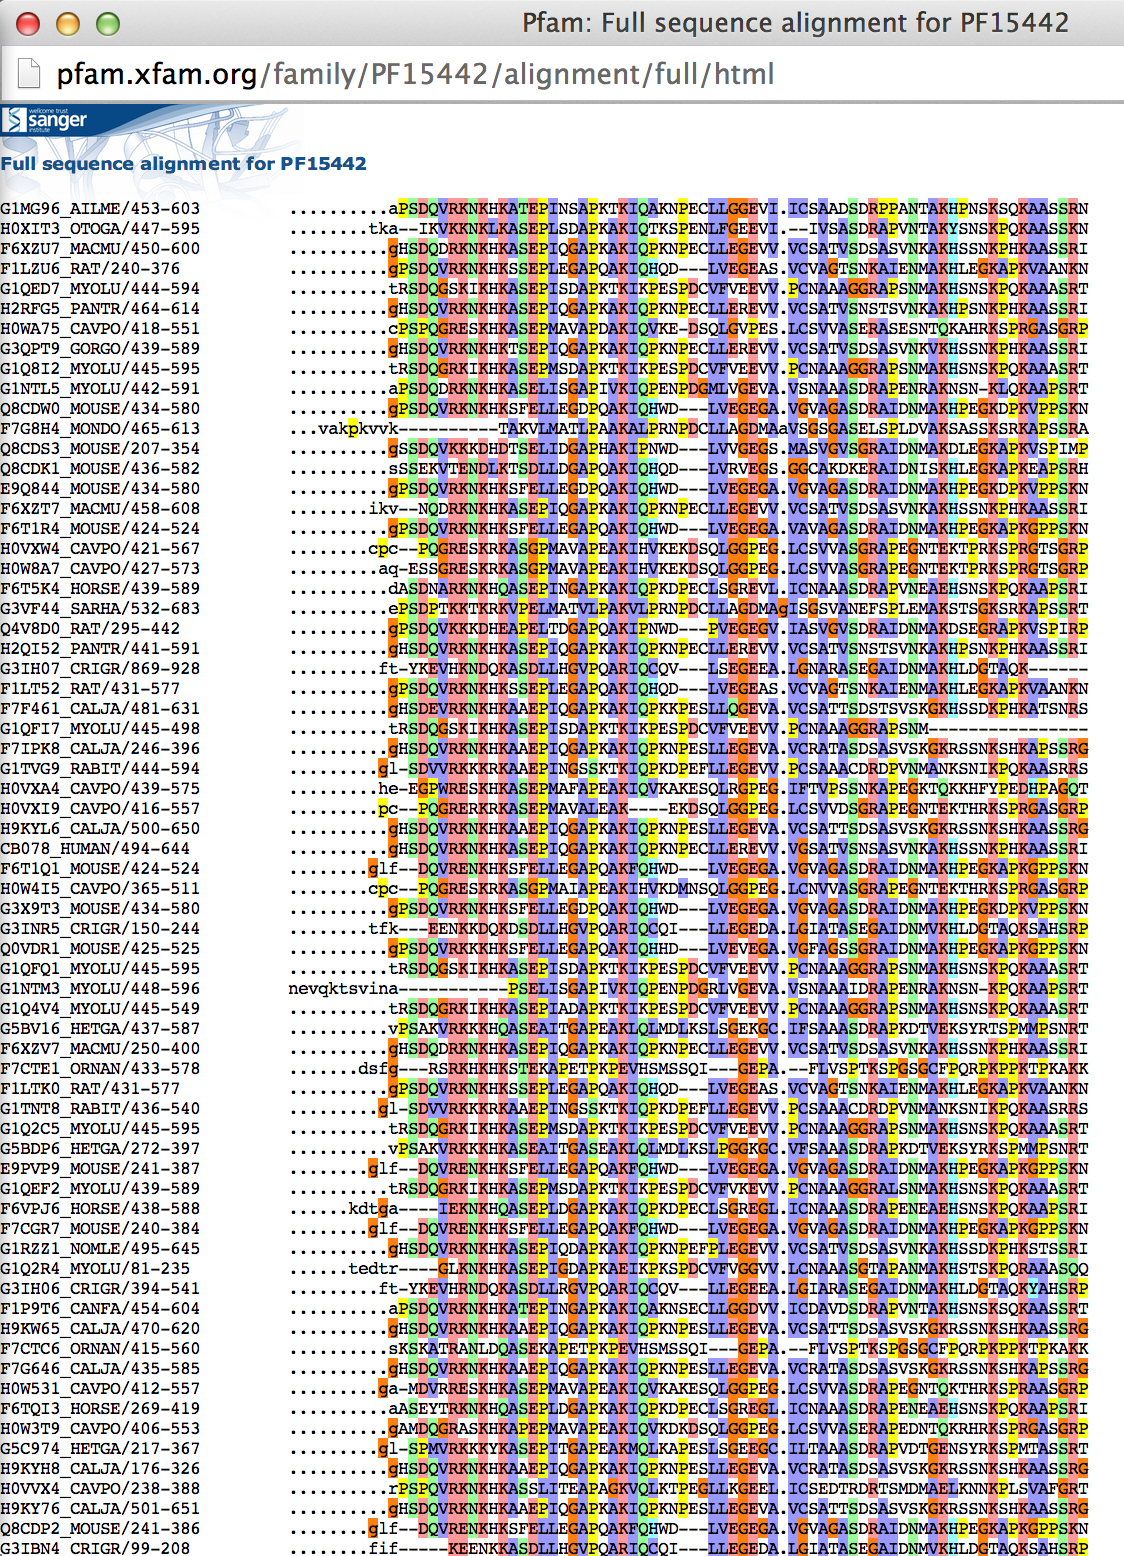 Pfam: Full sequence alignment for PF15442
pfam.xfam.org/family/PF15442/alignment/full/html
wellcome trust
sanger
institute
Full sequence alignment for PF15442
G1MG96_AILME/453-603 ..........aPSDQVRKNKHKATEPINSAPKTKIQAKNPECLLGGEVI.ICSAADSDRPPANTAKHPNSKSQKAASSRN
H0XIT3_OTOGA/447-595 ........tka--IKVKKNKLKASEPLSDAPKAKIQTKSPENLFGEEVI.--IVSASDRAPVNTAKYSNSKPQKAASSRI
F6XZU7_MACMU/450-600 ..........gHSDQDRKNKHKASEPIQGAPKAKIQPKNPECLLEGEVV.VCSATVSDSASVNKAKHSSNKPHKAASSRI
F1LZU6_RAT/240-376 ..........gPSDQVRKNKHKSSEPLEGAPQAKIQHQD---LVEGEAS.VCVAGTSNKAIENMAKHLEGKAPKVAANKN
G1QED7_MYOLU/444-594 ..........tRSDQGSKIKHKASEPISDAPKTKIKPESPDCVFVEEVV.PCNAAAGGRAPSNMAKHSNSKPQKAAASRT
H2RFG5_PANTR/464-614 ..........gHSDQVRKNKHKASEPIQGAPKAKIQPKNPECLLEREVV.VCSATVSNSTSVNKAKHPSNKPHKAASSRI
H0WA75_CAVPO/418-551 ..........cPSPQGRESKHKASEPMAVAPDAKIQVKE-DSQLGVPES.LCSVVASERASESNTQKAHRKSPRGASGRP
G3QPT9_GORGO/439-589 ..........gHSDQVRKNKHKTSEPIQGAPKAKIQPKNPECLLEREVV.VCSATVSDSASVNKVKHSSNKPHKAASSRI
G1Q8I2_MYOLU/445-595 ..........tRSDQGRKIKHKASEPMSDAPKTKIKPESPDCVFVEEVV.PCNAAAGGRAPSNMAKHSNSKPQKAAASRT
G1NTL5_MYOLU/442-591 ..........aPSDQDRKNKHKASELISGAPIVKIQPENPDGMLVGEVA.VSNAAASDRAPENRAKNSN-KLQKAAPSRT
Q8CDW0_MOUSE/434-580 ..........gPSDQVRKNKHKSFELLEGDPQAKIQHWD---LVEGEGA.VGVAGASDRAIDNMAKHPEGKDPKVPPSKN
F7G8H4_MONDO/465-613 ...vakpkvvk----------TAKVLMATLPAAKALPRNPDCLLAGDMAaVSGSGASELSPLDVAKSASSKSRKAPSSRA
Q8CDS3_MOUSE/207-354 ..........gSSDQVKKKDHDTSELIDGAPHAKIPNWD---LVVGEGS.MASVGVSGRAIDNMAKDLEGKAPKVSPIMP
Q8CDK1_MOUSE/436-582 ..........sSSEKVTENDLKTSDLLDGAPQAKIQHQD---LVRVEGS.GGCAKDKERAIDNISKHLEGKAPKEAPSRH
E9Q844_MOUSE/434-580 ..........gPSDQVRKNKHKSFELLEGDPQAKIQHWD---LVEGEGA.VGVAGASDRAIDNMAKHPEGKDPKVPPSKN
F6XZT7_MACMU/458-608 ........ikv--NQDRKNKHKASEPIQGAPKAKIQPKNPECLLEGEVV.VCSATVSDSASVNKAKHSSNKPHKAASSRI
F6T1R4_MOUSE/424-524 ..........gPSDQVRKNKHKSFELLEGAPQAKIQHWD---LVEGEGA.VAVAGASDRAIDNMAKHPEGKAPKGPPSKN
H0VXW4_CAVPO/421-567 ........cpc--PQGRESKRKASGPMAVAPEAKIHVKEKDSQLGGPEG.LCSVVASGRAPEGNTEKTPRKSPRGTSGRP
H0W8A7_CAVPO/427-573 .........aq-ESSGRESKRKASGPMAVAPEAKIHVKEKDSQLGGPEG.LCSVVASGRAPEGNTEKTPRKSPRGTSGRP
F6T5K4_HORSE/439-589 ..........dASDNARKNKHQASEPINGAPKAKIQPKDPDCLSGREVL.ICNAAASDRAPVNEAEHSNSKPQKAAPSRI
G3VF44_SARHA/532-683 ..........ePSDPTKKTKRKVPELMATVLPAKVLPRNPDCLLAGDMAgISGSVANEFSPLEMAKSTSGKSRKAPSSRT
Q4V8D0_RAT/295-442 ..........gPSDQVKKKDHEAPELTDGAPQAKIPNWD---PVEGEGV.IASVGVSDRAIDNMAKDSEGRAPKVSPIRP
H2QI52_PANTR/441-591 ..........gHSDQVRKNKHKASEPIQGAPKAKIQPKNPECLLEREVV.VCSATVSNSTSVNKAKHPSNKPHKAASSRI
G3IH07_CRIGR/869-928 .........ft-YKEVHKNDQKASDLLHGVPQARIQCQV---LSEGEEA.LGNARASEGAIDNMAKHLDGTAQK------
F1LT52_RAT/431-577 ..........gPSDQVRKNKHKSSEPLEGAPQAKIQHQD---LVEGEAS.VCVAGTSNKAIENMAKHLEGKAPKVAANKN
F7F461_CALJA/481-631 ..........gHSDEVRKNKHKAAEPIQGAPKAKIQPKKPESLLQGEVA.VCSATTSDSTSVSKGKHSSDKPHKATSNRS
G1QFI7_MYOLU/445-498 ..........tRSDQGSKIKHKASEPISDAPKTKIKPESPDCVFVEEVV.PCNAAAGGRAPSNM----------------
F7IPK8_CALJA/246-396 ..........gHSDQVRKNKHKAAEPIQGAPKAKIQPKNPESLLEGEVA.VCRATASDSASVSKGKRSSNKSHKAPSSRG
G1TVG9_RABIT/444-594 .........gl-SDVVRKKKRKAAEPINGSSKTKIQPKDPEFLLEGEVV.PCSAAACDRDPVNMANKSNIKPQKAASRRS
H0VXA4_CAVPO/439-575 .........he-EGPWRESKHKASEPMAFAPEAKIQVKAKESQLRGPEG.IFTVPSSNKAPEGKTQKKHFYPEDHPAGQT
H0VXI9_CAVPO/416-557 .........pc--PQGRERKRKASEPMAVALEAK----EKDSQLGGPEG.LCSVVDSGRAPEGNTEKTHRKSPRGASGRP
H9KYL6_CALJA/500-650 ..........gHSDQVRKNKHKAAEPIQGAPKAKIQPKNPESLLEGEVA.VCSATTSDSASVSKGKRSSNKSHKAASSRG
CB078_HUMAN/494-644 ..........gHSDQVRKNKHKASEPIQGAPKAKIQPKNPECLLEREVV.VGSATVSNSASVNKAKHSSNKPHKAASSRI
F6T1Q1_MOUSE/424-524 ........glf--DQVRENKHKSFELLEGAPQAKFQHWD---LVEGEGA.VGVAGASDRAIDNMAKHPEGKAPKGPPSKN
H0W4I5_CAVPO/365-511 ........cpc--PQGRESKRKASGPMAIAPEAKIHVKDMNSQLGGPEG.LCNVVASGRAPEGNTEKTHRKSPRGASGRP
G3X9T3_MOUSE/434-580 ..........gPSDQVRKNKHKSFELLEGDPQAKIQHWD---LVEGEGA.VGVAGASDRAIDNMAKHPEGKDPKVPPSKN
G3INR5_CRIGR/150-244 ........tfk---EENKKDQKDSDLLHGVPQARIQCQI---LLEGEDA.LGIATASEGAIDNMVKHLDGTAQKSAHSRP
Q0VDR1_MOUSE/425-525 ..........gPSDQVRKKKHKSFELLEGAPQAKIQHHD---LVEVEGA.VGFAGSSGRAIDNMAKHPEGKAPKGPPSKN
G1QFQ1_MYOLU/445-595 ..........tRSDQGSKIKHKASEPISDAPKTKIKPESPDCVFVEEVV.PCNAAAGGRAPSNMAKHSNSKPQKAAASRT
G1NTM3_MYOLU/448-596 nevqktsvina-----------PSELISGAPIVKIQPENPDGRLVGEVA.VSNAAAIDRAPENRAKNSN-KPQKAAPSRT
G1Q4V4_MYOLU/445-549 ..........tRSDQGRKIKHKASEPIADAPKTKIKPESPDCVFVEEVV.PCNAAAGGRAPSNMAKHSNSKPQKAAASRT
G5BV16_HETGA/437-587 ..........vPSAKVRKKKHQASEAITGAPEAKLQLMDLKSLSGEKGC.IFSAAASDRAPKDTVEKSYRTSPMMPSNRT
F6XZV7_MACMU/250-400 ..........gHSDQDRKNKHKASEPIQGAPKAKIQPKNPECLLEGEVV.VCSATVSDSASVNKAKHSSNKPHKAASSRI
F7CTE1_ORNAN/433-578 .......dsfg---RSRKHKHKSSTEKAPETPKPEVHSMSSQI---GEPA.--FLVSPTKSPGSGCFPQRPKPPKTPKAKK
F1LTK0_RAT/431-577 ..........gPSDQVRKNKHKSSEPLEGAPQAKIQHQD---LVEGEAS.VCVAGTSNKAIENMAKHLEGKAPKVAANKN
G1TNT8_RABIT/436-540 .........gl-SDVVRKKKRKAAEPINGSSKTKIQPKDPEFLLEGEVV.PCSAAACDRDPVNMANKSNIKPQKAASRRS
G1Q2C5_MYOLU/445-595 ..........tRSDQGRKIKHKASEPMSDAPKTKIKPESPDCVFVEEVV.PCNAAAGGRAPSNMAKHSNSKPQKAAASRT
G5BDP6_HETGA/272-397 ..........vPSAKVRKKKHKASEAITGASEAKLQLMDLKSLPGGKGC.VFSAAASDRAPKDTVEKSYRKSPMMPSNRT
E9PVP9_MOUSE/241-387 ........glf--DQVRENKHKSFELLEGAPQAKFQHWD---LVEGEGA.VGVAGASDRAIDNMAKHPEGKAPKGPPSKN
G1QEF2_MYOLU/439-589 ..........tRSDQGRKIKHKASEPMSDAPKTKIKPESPDCVFVKEVV.PCNAAAGGRALSNMAKHSNSKPQKAAASRT
F6VPJ6_HORSE/438-588 ......kdtga----IEKNKHQASEPLDGAPKAKIQPKDPECLSGREGL.ICNAAASDRAPENEAEHSNSKPQKAAPSRI
F7CGR7_MOUSE/240-384 ........glf--DQVRENKHKSFELLEGAPQAKFQHWD---LVEGEGA.VGVAGASDRAIDNMAKHPEGKAPKGPPSKN
G1RZZ1_NOMLE/495-645 ..........gHSDQVRKNKHKASEPIQDAPKAKIQPKNPEFPLEGEVV.VCSATVSDSASVNKAKHSSDKPHKSTSSRI
G1Q2R4_MYOLU/81-235 ......tedtr----GLKNKHKASEPIGDAPKAKIKPESPDCVFVGGVV.LCNAAASGTAPANMAKHSTSKPQRAAASQQ
G3IH06_CRIGR/394-541 .........ft-YKEVHRNDQKASDLLRGVPQARIQCQV---LLEGEEA.LGIARASEGAIDNMAKHLDGTAQKYAHSRP
F1P9T6_CANFA/454-604 ..........aPSDQVRKNKHKATEPINGAPKAKIQAKNSECLLGGDVV.ICDAVDSDRAPVNTAKHSNSKSQKAASSRT
H9KW65_CALJA/470-620 ..........gHSDQVRKNKHKAAEPIQGAPKAKIQPKNPESLLEGEVA.VCSATTSDSASVSKGKRSSNKSHKAASSRG
F7CTC6_ORNAN/415-560 ..........sKSKATRANLDQASEKAPETPKPEVHSMSSQI---GEPA.--FLVSPTKSPGSGCFPQRPKPPKTPKAKK
F7G646_CALJA/435-585 ..........gHSDQVRKNKHKAAEPIQGAPKAKIQPKNPESLLEGEVA.VCRATASDSASVSKGKRSSNKSHKAPSSRG
H0W531_CAVPO/412-557 .........ga-MDVRRESKHKASEPMAVAPEAKIQVKAKESQLGGPEG.LCSVVASDRAPEGNTQKTHRKSPRAASGRP
F6TQI3_HORSE/269-419 ..........aASEYTRKNKHQASEPLDGAPKAKIQPKDPECLSGREGL.ICNAAASDRAPENEAEHSNSKPQKAAPSRI
H0W3T9_CAVPO/406-553 ..........gAMDQGRASKHKAPEPMAVAPEAKIQVKDKDSQLGGPEG.LCSVVASERAPEDNTQKRHRKSPRGASGRP
G5C974_HETGA/217-367 .........gl-SPMVRKKKYKASEPITGAPEAKMQLKAPESLSGEEGC.ILTAAASDRAPVDTGENSYRKSPMTASSRT
H9KYH8_CALJA/176-326 ..........gHSDQVRKNKHKAAEPIQGAPKAKIQPKNPESLLEGEVA.VCRATASDSASVSKGKRSSNKSHKAASSRG
H0VVX4_CAVPO/238-388 ..........rPSPQVRKNKHKASSLITEAPAGKVQLKTPEGLLKGEEL.ICSEDTRDRTSMDMAELKNNKPLSVAFGRT
H9KY76_CALJA/501-651 ..........gHSDQVRKNKHKAAEPIQGAPKAKIQPKNPESLLEGEVA.VCSATTSDSASVSKGKRSSNKSHKAASSRG
Q8CDP2_MOUSE/241-386 ........glf--DQVRENKHKSFELLEGAPQAKFQHWD---LVEGEGA.VGVAGASDRAIDNMAKHPEGKAPKGPPSKN
G3IBN4_CRIGR/99-208 ........fif-----KEENKKASDLLHGVPQARIQCQI---LLEGEDA.LGIATASEGAIDNMVKHLDGTAQKSAHSRP